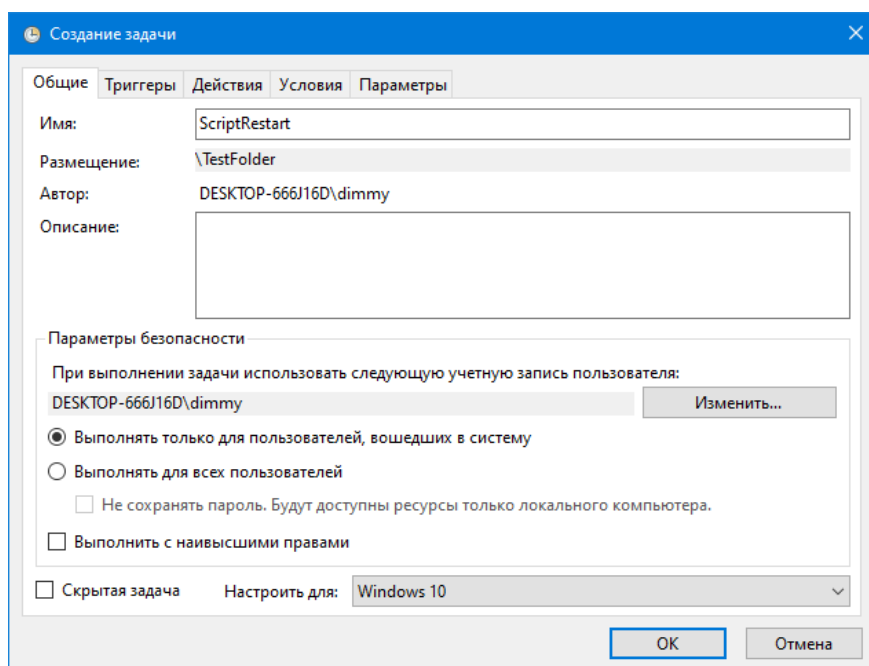 Создание задачи
Общие Триггеры Действия Условия Параметры
Имя: ScriptRestart
Размещение: \TestFolder
Автор: DESKTOP-666J16D\dimmy
Описание:
Параметры безопасности
При выполнении задачи использовать следующую учетную запись пользователя:
DESKTOP-666J16D\dimmy Изменить...
Выполнять только для пользователей, вошедших в систему
Выполнять для всех пользователей
Не сохранять пароль. Будут доступны ресурсы только локального компьютера.
Выполнить с наивысшими правами
Скрытая задача Настроить для: Windows 10
ОК Отмена